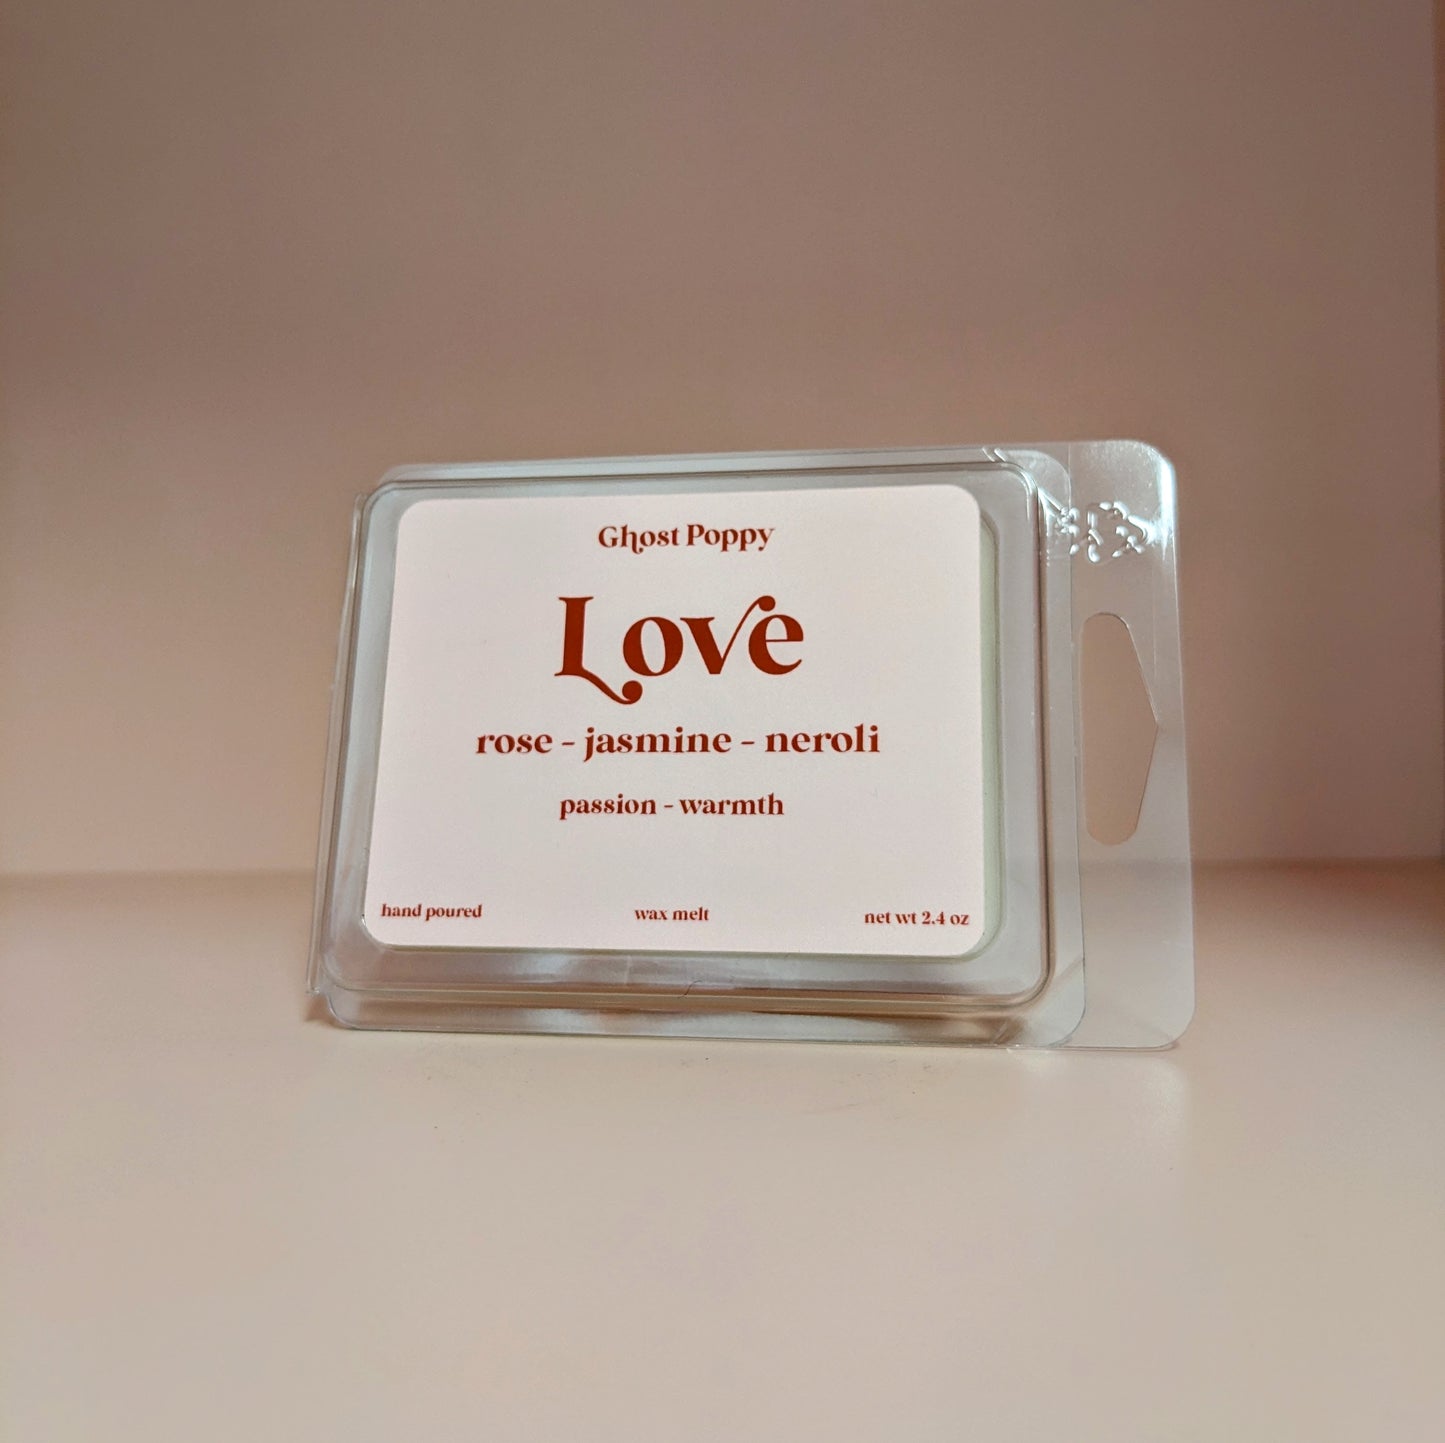 Ghost Poppy
Love
rose - jasmine - neroli
passion - warmth
hand poured wax melt net wt 2.4 oz